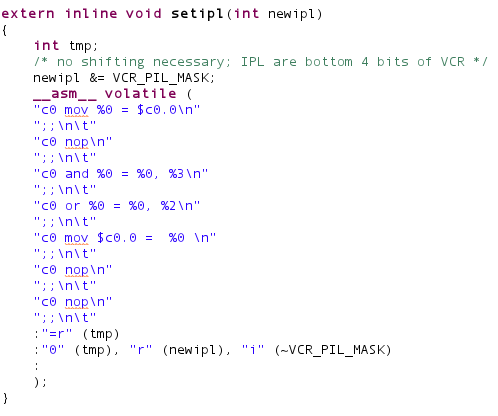 extern inline void setipl(int newipl)
{
    int tmp;
    /* no shifting necessary; IPL are bottom 4 bits of VCR */
    newipl &= VCR_PIL_MASK;
    __asm__ volatile (
    "c0 mov %0 = $c0.0\n"
    ";;\n\t"
    "c0 nop\n"
    ";;\n\t"
    "c0 and %0 = %0, %3\n"
    ";;\n\t"
    "c0 or %0 = %0, %2\n"
    ";;\n\t"
    "c0 mov $c0.0 =  %0 \n"
    ";;\n\t"
    "c0 nop\n"
    ";;\n\t"
    "c0 nop\n"
    ";;\n\t"
    :"=r" (tmp)
    :"0" (tmp), "r" (newipl), "i" (~VCR_PIL_MASK)
    :
    );
}